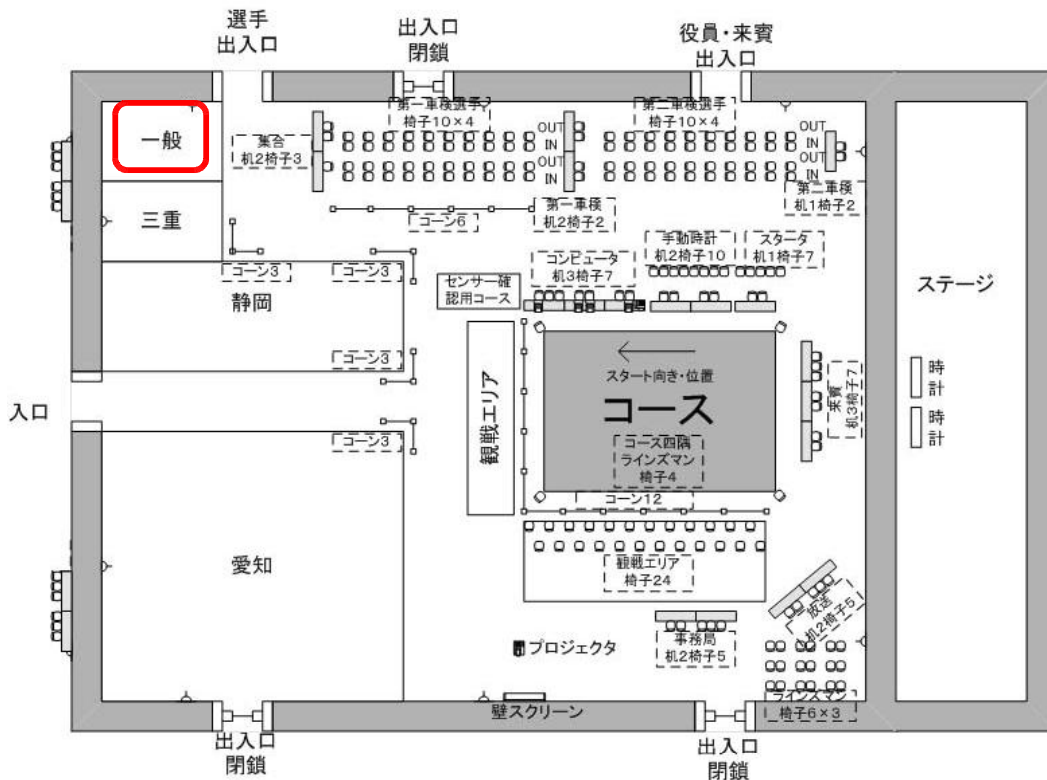 選手
出入口
出入口
閉鎖
役員・来賓
出入口
一般
集合
机2椅子3
第一車検選手
椅子10×4
OUT
IN
OUT
IN
第二車検選手
椅子10×4
OUT
IN
OUT
IN
三重
コーン6
第一車検
机2椅子2
第二車検
机1椅子2
手動時計
机2椅子10
スタータ
机1椅子7
コンピュータ
机3椅子7
センサー確
認用コース
コーン3
コーン3
静岡
コーン3
ステージ
時計
時計
入口
コーン3
観戦エリア
スタート向き・位置
コース
コース四隅
ラインズマン
椅子4
来賓
机3椅子7
コーン12
愛知
観戦エリア
椅子24
放送
机2椅子5
事務局
机2椅子5
プロジェクタ
ラインズマン
椅子6×3
壁スクリーン
出入口
閉鎖
出入口
閉鎖